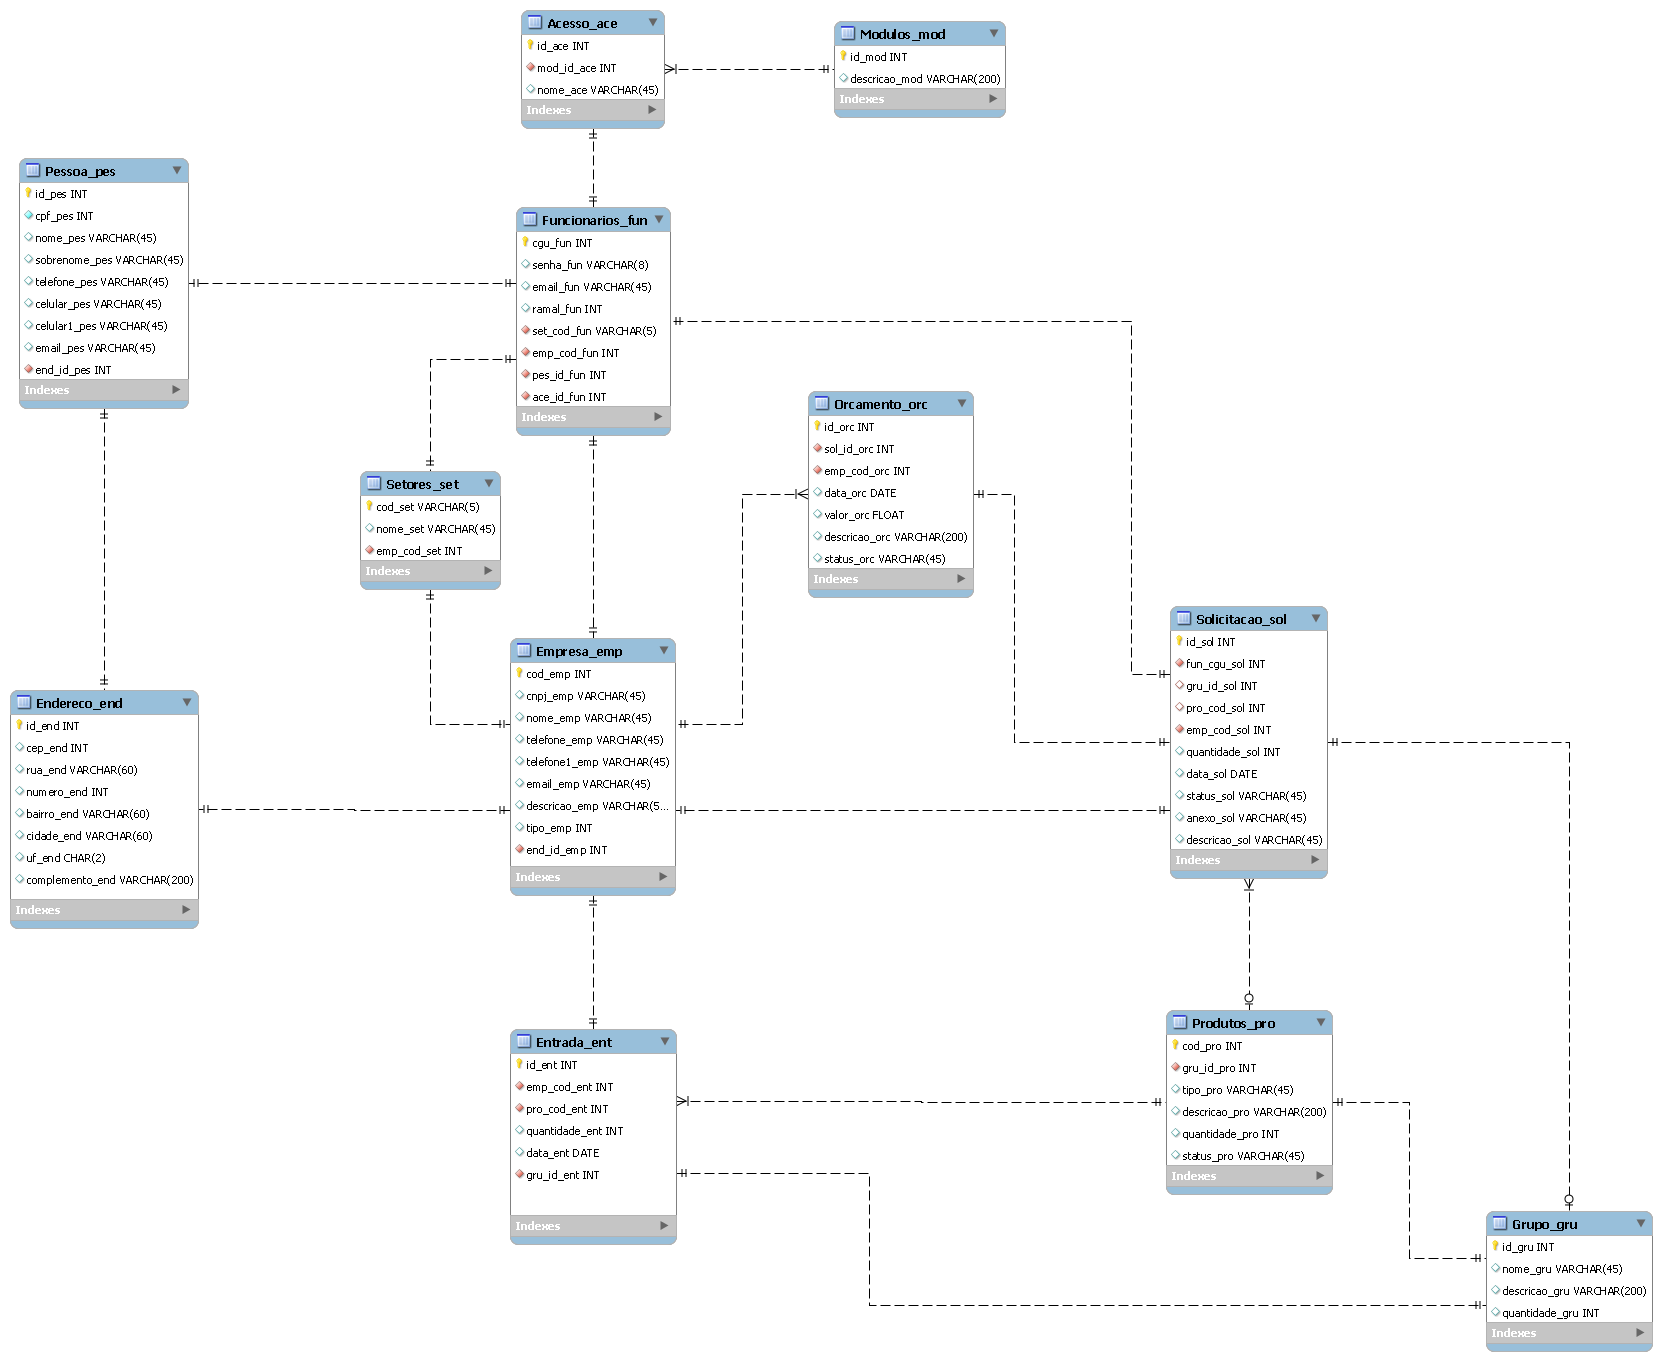 Acesso_ace
id_ace INT
mod_id_ace INT
nome_ace VARCHAR(45)
Indexes
Modulos_mod
id_mod INT
descricao_mod VARCHAR(200)
Indexes
Pessoa_pes
id_pes INT
cpf_pes INT
nome_pes VARCHAR(45)
sobrenome_pes VARCHAR(45)
telefone_pes VARCHAR(45)
celular_pes VARCHAR(45)
celular1_pes VARCHAR(45)
email_pes VARCHAR(45)
end_id_pes INT
Indexes
Funcionarios_fun
cgu_fun INT
senha_fun VARCHAR(8)
email_fun VARCHAR(45)
ramal_fun INT
set_cod_fun VARCHAR(5)
emp_cod_fun INT
pes_id_fun INT
ace_id_fun INT
Indexes
Orcamento_orc
id_orc INT
sol_id_orc INT
emp_cod_orc INT
data_orc DATE
valor_orc FLOAT
descricao_orc VARCHAR(200)
status_orc VARCHAR(45)
Indexes
Setores_set
cod_set VARCHAR(5)
nome_set VARCHAR(45)
emp_cod_set INT
Indexes
Solicitacao_sol
id_sol INT
fun_cgu_sol INT
gru_id_sol INT
pro_cod_sol INT
emp_cod_sol INT
quantidade_sol INT
data_sol DATE
status_sol VARCHAR(45)
anexo_sol VARCHAR(45)
descricao_sol VARCHAR(45)
Indexes
Empresa_emp
cod_emp INT
cnpj_emp VARCHAR(45)
nome_emp VARCHAR(45)
telefone_emp VARCHAR(45)
telefone1_emp VARCHAR(45)
email_emp VARCHAR(45)
descricao_emp VARCHAR(5...
tipo_emp INT
end_id_emp INT
Indexes
Endereco_end
id_end INT
cep_end INT
rua_end VARCHAR(60)
numero_end INT
bairro_end VARCHAR(60)
cidade_end VARCHAR(60)
uf_end CHAR(2)
complemento_end VARCHAR(200)
Indexes
Entrada_ent
id_ent INT
emp_cod_ent INT
pro_cod_ent INT
quantidade_ent INT
data_ent DATE
gru_id_ent INT
Indexes
Produtos_pro
cod_pro INT
gru_id_pro INT
tipo_pro VARCHAR(45)
descricao_pro VARCHAR(200)
quantidade_pro INT
status_pro VARCHAR(45)
Indexes
Grupo_gru
id_gru INT
nome_gru VARCHAR(45)
descricao_gru VARCHAR(200)
quantidade_gru INT
Indexes